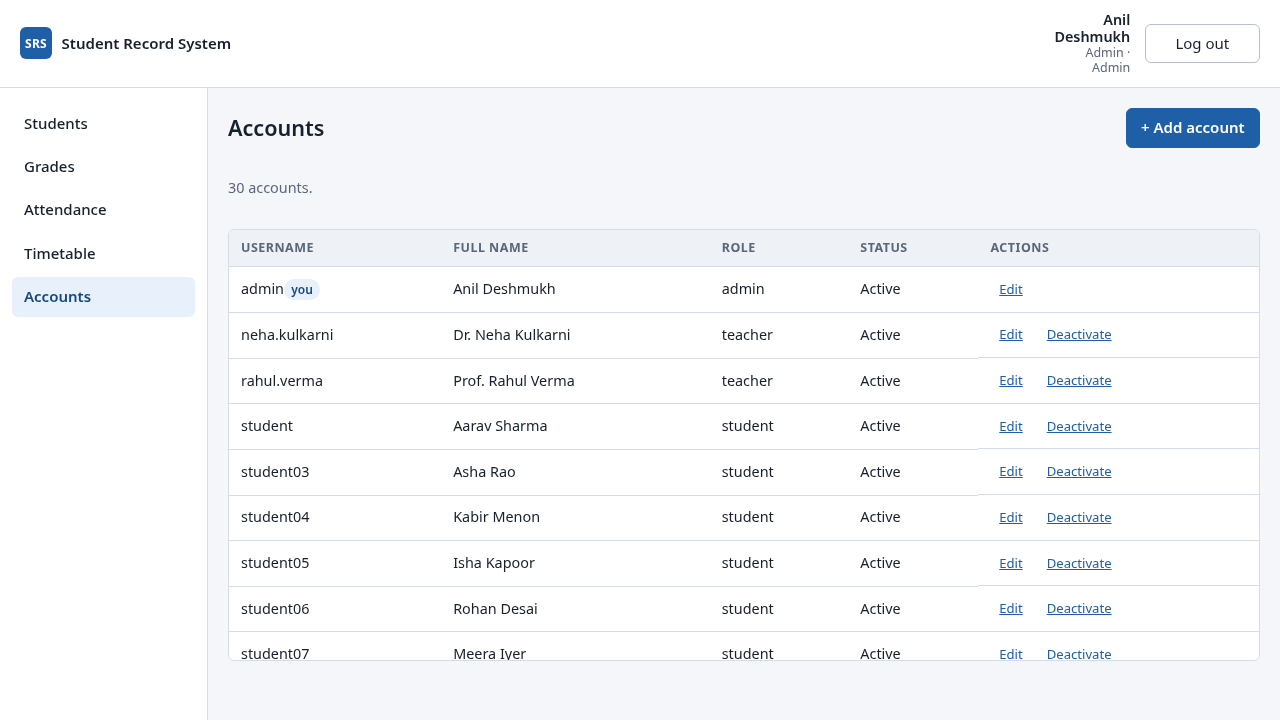 SRS Student Record System
Anil
Deshmukh
Admin ·
Admin
Log out
Students
Grades
Attendance
Timetable
Accounts
Accounts
+ Add account
30 accounts.
USERNAME FULL NAME ROLE STATUS ACTIONS
admin you Anil Deshmukh admin Active Edit
neha.kulkarni Dr. Neha Kulkarni teacher Active Edit Deactivate
rahul.verma Prof. Rahul Verma teacher Active Edit Deactivate
student Aarav Sharma student Active Edit Deactivate
student03 Asha Rao student Active Edit Deactivate
student04 Kabir Menon student Active Edit Deactivate
student05 Isha Kapoor student Active Edit Deactivate
student06 Rohan Desai student Active Edit Deactivate
student07 Meera Iyer student Active Edit Deactivate